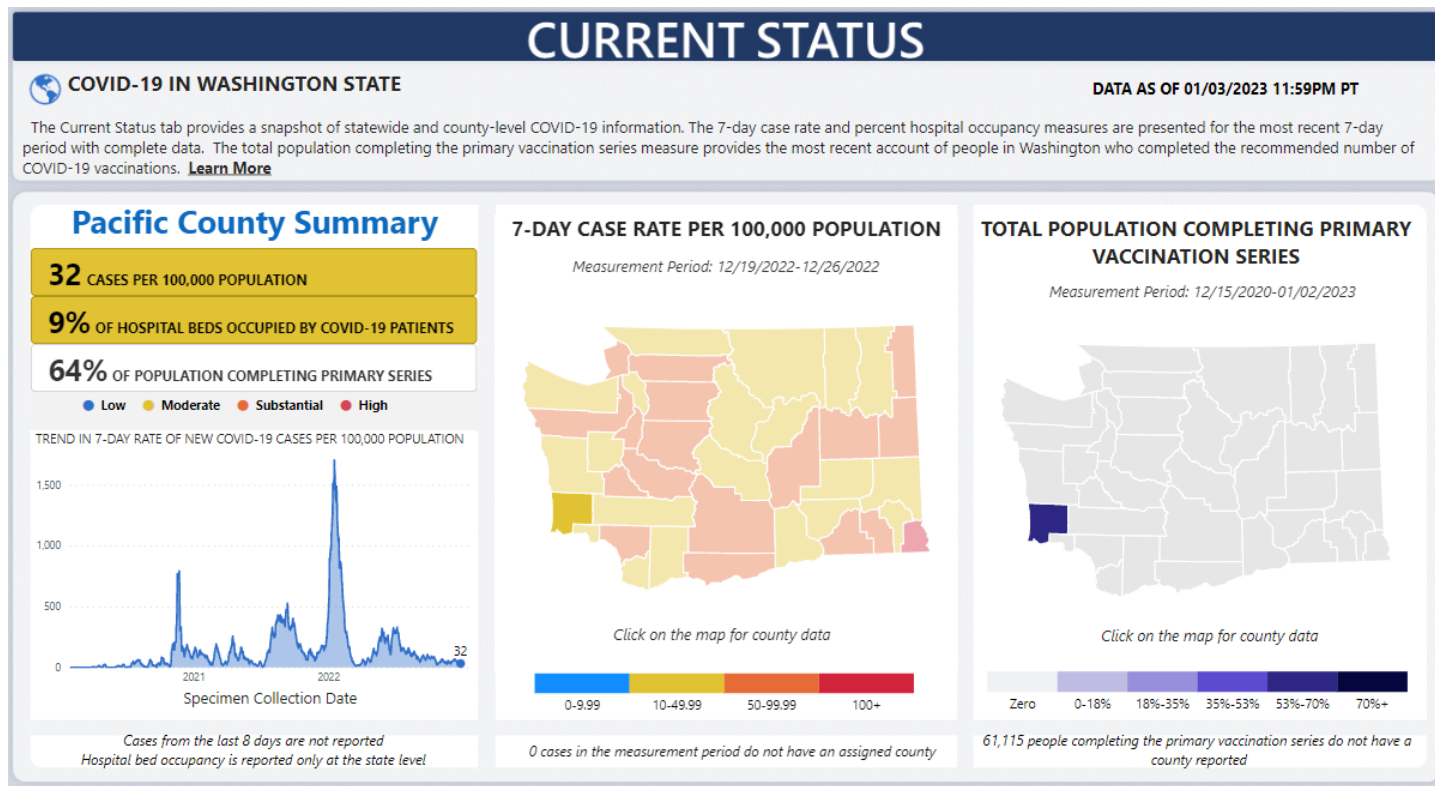 CURRENT STATUS
COVID-19 IN WASHINGTON STATE
DATA AS OF 01/03/2023 11:59PM PT
The Current Status tab provides a snapshot of statewide and county-level COVID-19 information. The 7-day case rate and percent hospital occupancy measures are presented for the most recent 7-day
period with complete data.  The total population completing the primary vaccination series measure provides the most recent account of people in Washington who completed the recommended number of
COVID-19 vaccinations.  Learn More
Pacific County Summary
32 CASES PER 100,000 POPULATION
9% OF HOSPITAL BEDS OCCUPIED BY COVID-19 PATIENTS
64% OF POPULATION COMPLETING PRIMARY SERIES
Low Moderate Substantial High
TREND IN 7-DAY RATE OF NEW COVID-19 CASES PER 100,000 POPULATION
1,500
1,000
500
0
32
2021 2022
Specimen Collection Date
Cases from the last 8 days are not reported
Hospital bed occupancy is reported only at the state level
7-DAY CASE RATE PER 100,000 POPULATION
Measurement Period: 12/19/2022-12/26/2022
Click on the map for county data
0-9.99 10-49.99 50-99.99 100+
0 cases in the measurement period do not have an assigned county
TOTAL POPULATION COMPLETING PRIMARY
VACCINATION SERIES
Measurement Period: 12/15/2020-01/02/2023
Click on the map for county data
Zero 0-18% 18%-35% 35%-53% 53%-70% 70%+
61,115 people completing the primary vaccination series do not have a
county reported